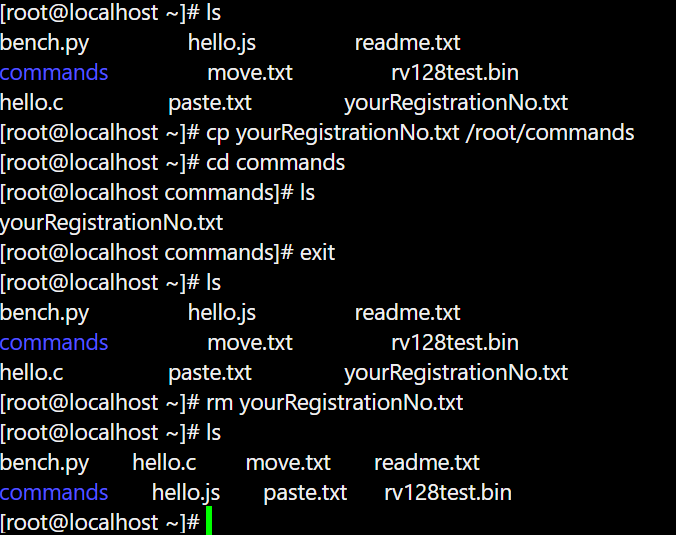 [root@localhost ~]# ls
bench.py hello.js readme.txt
commands move.txt rv128test.bin
hello.c paste.txt yourRegistrationNo.txt
[root@localhost ~]# cp yourRegistrationNo.txt /root/commands
[root@localhost ~]# cd commands
[root@localhost commands]# ls
yourRegistrationNo.txt
[root@localhost commands]# exit
[root@localhost ~]# ls
bench.py hello.js readme.txt
commands move.txt rv128test.bin
hello.c paste.txt yourRegistrationNo.txt
[root@localhost ~]# rm yourRegistrationNo.txt
[root@localhost ~]# ls
bench.py hello.c move.txt readme.txt
commands hello.js paste.txt rv128test.bin
[root@localhost ~]#